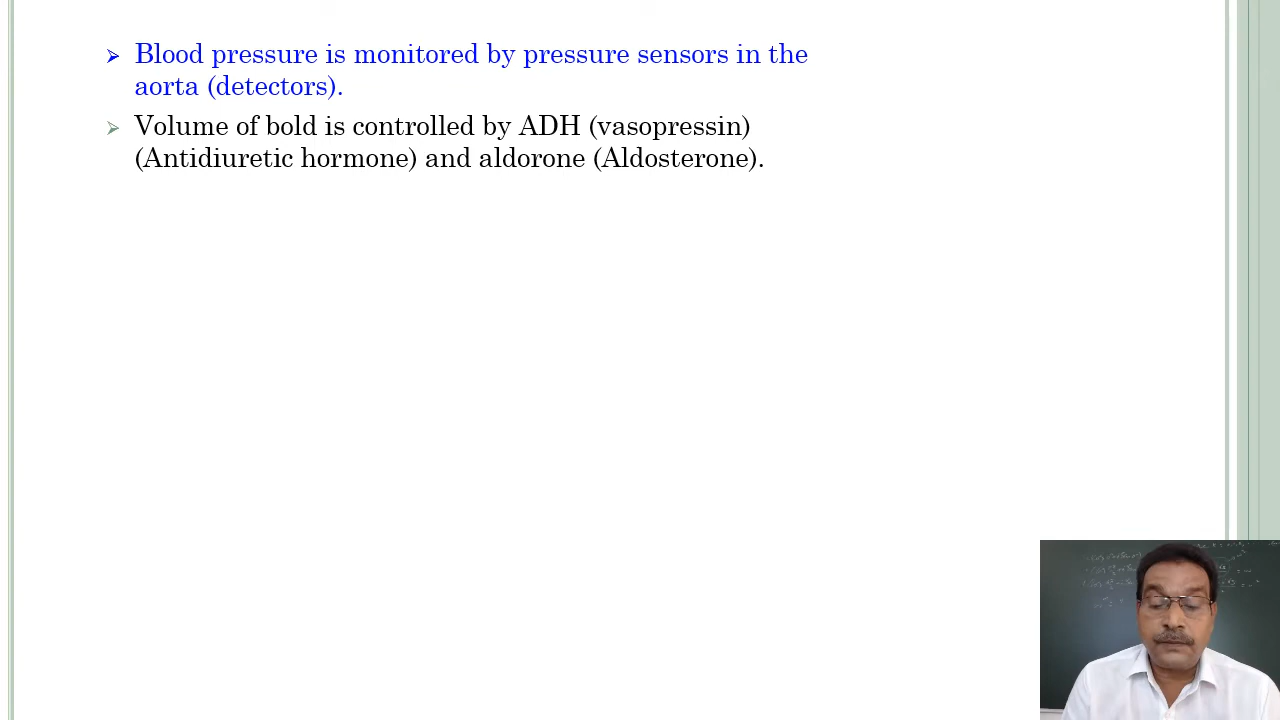 Blood pressure is monitored by pressure sensors in the
aorta (detectors).
Volume of bold is controlled by ADH (vasopressin)
(Antidiuretic hormone) and aldorone (Aldosterone).